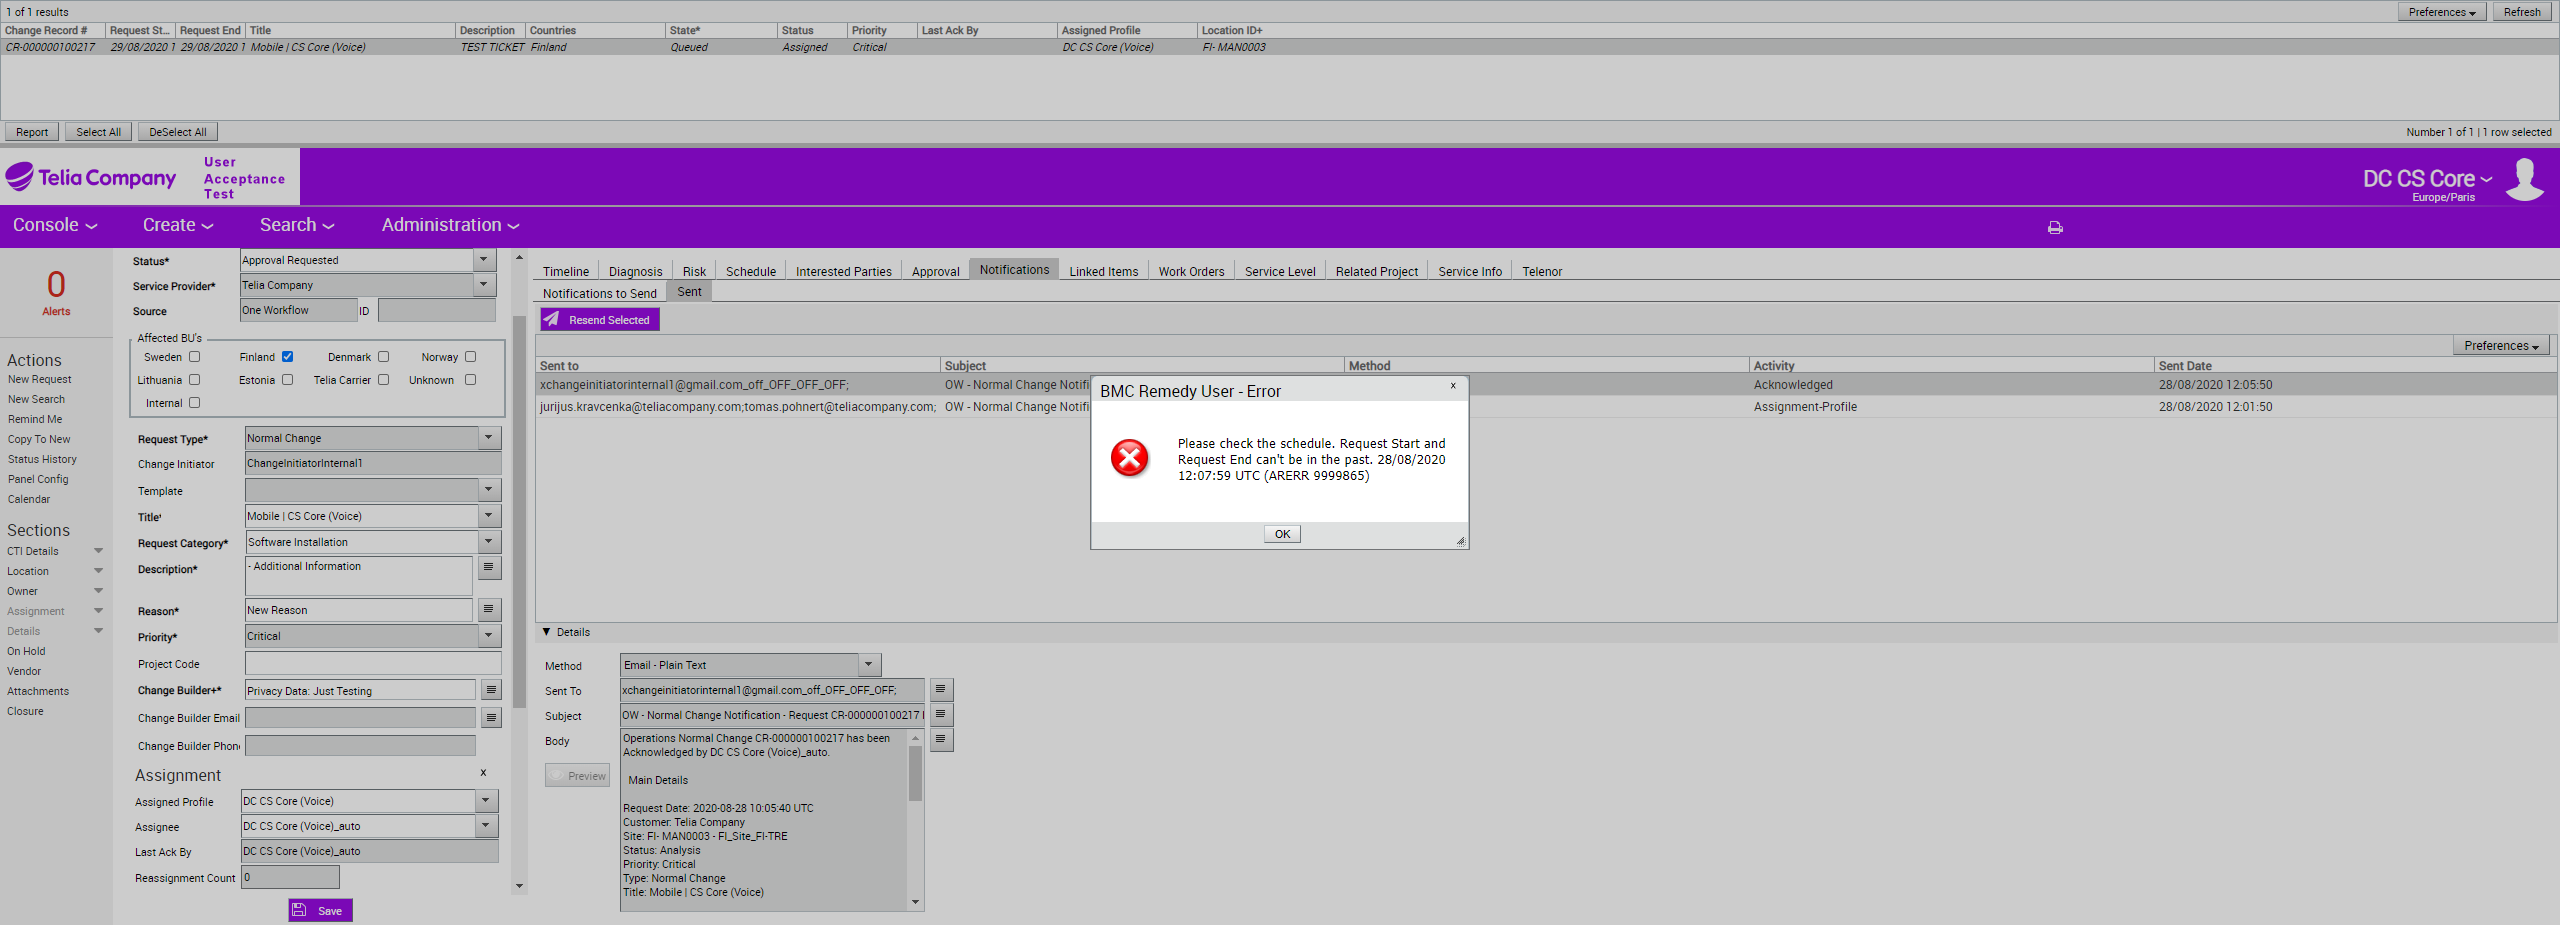 1 of 1 results
Preferences Refresh
Change Record # Request St... Request End Title Description Countries State* Status Priority Last Ack By Assigned Profile Location ID+
CR-000000100217 29/08/2020 1 29/08/2020 1 Mobile | CS Core (Voice) TEST TICKET Finland Queued Assigned Critical DC CS Core (Voice) FI- MAN0003
Report Select All DeSelect All Number 1 of 1 | 1 row selected
Telia Company
User
Acceptance
Test
DC CS Core
Europe/Paris
Console Create Search Administration
0
Alerts
Actions
New Request
New Search
Remind Me
Copy To New
Status History
Panel Config
Calendar
Sections
CTI Details
Location
Owner
Assignment
Details
On Hold
Vendor
Attachments
Closure
Status* Approval Requested
Service Provider* Telia Company
Source One Workflow ID
Affected BU's
Sweden Finland Denmark Norway
Lithuania Estonia Telia Carrier Unknown
Internal
Request Type* Normal Change
Change Initiator ChangeInitiatorInternal1
Template
Title* Mobile | CS Core (Voice)
Request Category* Software Installation
Description* - Additional Information
Reason* New Reason
Priority* Critical
Project Code
Change Builder+* Privacy Data: Just Testing
Change Builder Email
Change Builder Phon
Assignment x
Assigned Profile DC CS Core (Voice)
Assignee DC CS Core (Voice)_auto
Last Ack By DC CS Core (Voice)_auto
Reassignment Count 0
Save
Timeline Diagnosis Risk Schedule Interested Parties Approval Notifications Linked Items Work Orders Service Level Related Project Service Info Telenor
Notifications to Send Sent
Resend Selected
Preferences
Sent to Subject Method Activity Sent Date
xchangeinitiatorinternal1@gmail.com_off_OFF_OFF_OFF; OW - Normal Change Notifi Acknowledged 28/08/2020 12:05:50
jurijus.kravcenka@teliacompany.com;tomas.pohnert@teliacompany.com; OW - Normal Change Notifi Assignment-Profile 28/08/2020 12:01:50
BMC Remedy User - Error x
Please check the schedule. Request Start and
Request End can't be in the past. 28/08/2020
12:07:59 UTC (ARERR 9999865)
OK
Details
Method Email - Plain Text
Sent To xchangeinitiatorinternal1@gmail.com_off_OFF_OFF_OFF;
Subject OW - Normal Change Notification - Request CR-000000100217
Body
Preview
Operations Normal Change CR-000000100217 has been
Acknowledged by DC CS Core (Voice)_auto.
Main Details
Request Date: 2020-08-28 10:05:40 UTC
Customer: Telia Company
Site: FI- MAN0003 - FI_Site_FI-TRE
Status: Analysis
Priority: Critical
Type: Normal Change
Title: Mobile | CS Core (Voice)